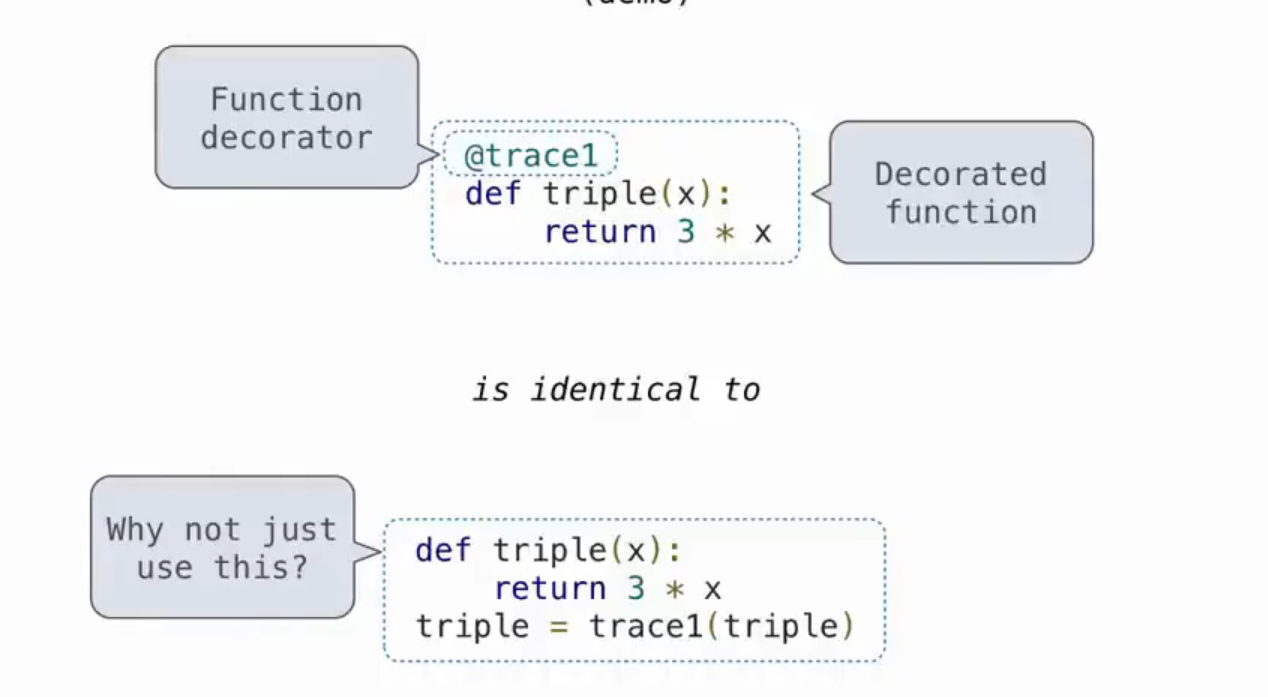 (demo)
Function
decorator
@trace1
def triple(x):
    return 3 * x
Decorated
function
is identical to
Why not just
use this?
def triple(x):
    return 3 * x
triple = trace1(triple)